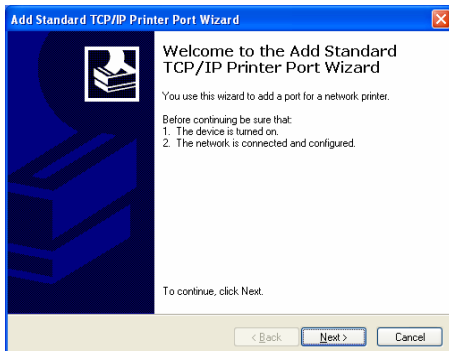 Add Standard TCP/IP Printer Port Wizard
Welcome to the Add Standard
TCP/IP Printer Port Wizard
You use this wizard to add a port for a network printer.
Before continuing be sure that:
1. The device is turned on.
2. The network is connected and configured.
To continue, click Next.
< Back Next > Cancel